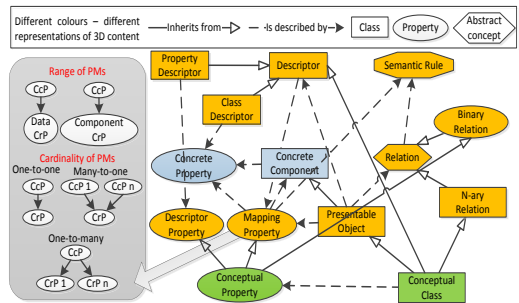 Different colours – different
representations of 3D content
Inherits from
Is described by
Class
Property
Abstract
concept
Range of PMs
CcP
CcP
Data
CrP
Component
CrP
Cardinality of PMs
One-to-one
Many-to-one
CcP
CcP 1
CcP n
CrP
CrP
One-to-many
CcP
CrP 1
CrP n
Property
Descriptor
Descriptor
Semantic Rule
Class
Descriptor
Binary
Relation
Concrete
Property
Concrete
Component
Relation
N-ary
Relation
Descriptor
Property
Mapping
Property
Presentable
Object
Conceptual
Property
Conceptual
Class